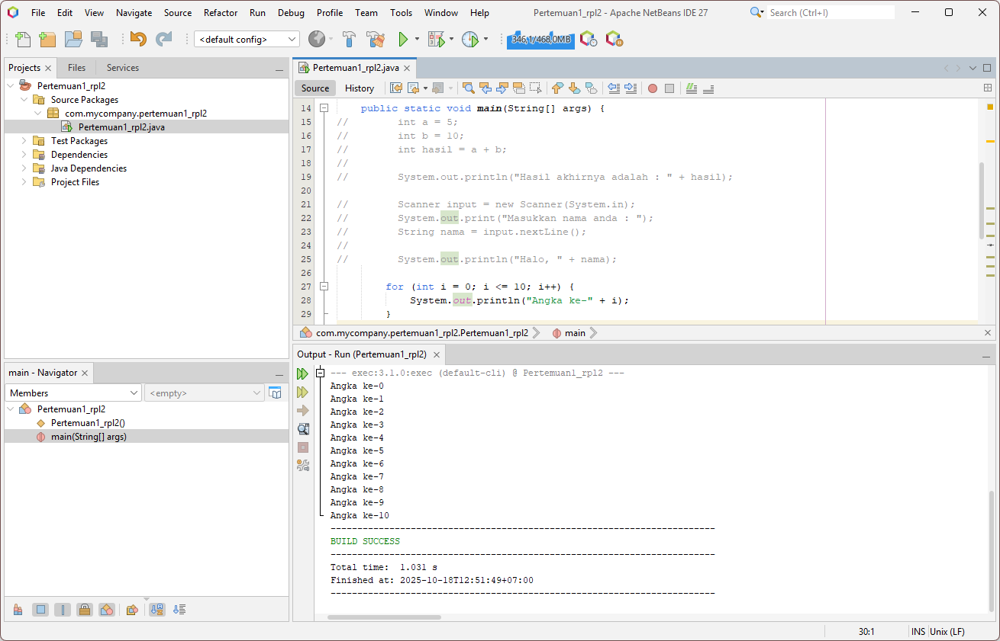 File Edit View Navigate Source Refactor Run Debug Profile Team Tools Window Help
Pertemuan1_rpl2 - Apache NetBeans IDE 27
Search (Ctrl+I)
<default config>
346,1/468,0MB
Projects
Files
Services
Pertemuan1_rpl2
Source Packages
com.mycompany.pertemuan1_rpl2
Pertemuan1_rpl2.java
Test Packages
Dependencies
Java Dependencies
Project Files
main - Navigator
Members
<empty>
Pertemuan1_rpl2
Pertemuan1_rpl2()
main(String[] args)
Pertemuan1_rpl2.java
Source
History
14 public static void main(String[] args) {
15 // int a = 5;
16 // int b = 10;
17 // int hasil = a + b;
18 //
19 // System.out.println("Hasil akhirnya adalah : " + hasil);
20
21 // Scanner input = new Scanner(System.in);
22 // System.out.print("Masukkan nama anda : ");
23 // String nama = input.nextLine();
24 //
25 // System.out.println("Halo, " + nama);
26
27 for (int i = 0; i <= 10; i++) {
28 System.out.println("Angka ke-" + i);
29 }
com.mycompany.pertemuan1_rpl2.Pertemuan1_rpl2
main
Output - Run (Pertemuan1_rpl2)
--- exec:3.1.0:exec (default-cli) @ Pertemuan1_rpl2 ---
Angka ke-0
Angka ke-1
Angka ke-2
Angka ke-3
Angka ke-4
Angka ke-5
Angka ke-6
Angka ke-7
Angka ke-8
Angka ke-9
Angka ke-10
------------------------------------------------------------------------
BUILD SUCCESS
------------------------------------------------------------------------
Total time:  1.031 s
Finished at: 2025-10-18T12:51:49+07:00
------------------------------------------------------------------------
30:1
INS
Unix (LF)